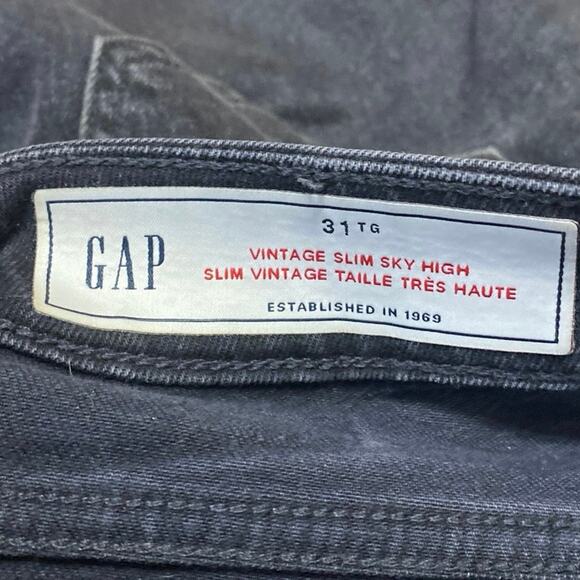 GAP
31 TG
VINTAGE SLIM SKY HIGH
SLIM VINTAGE TAILLE TRÈS HAUTE
ESTABLISHED IN 1969